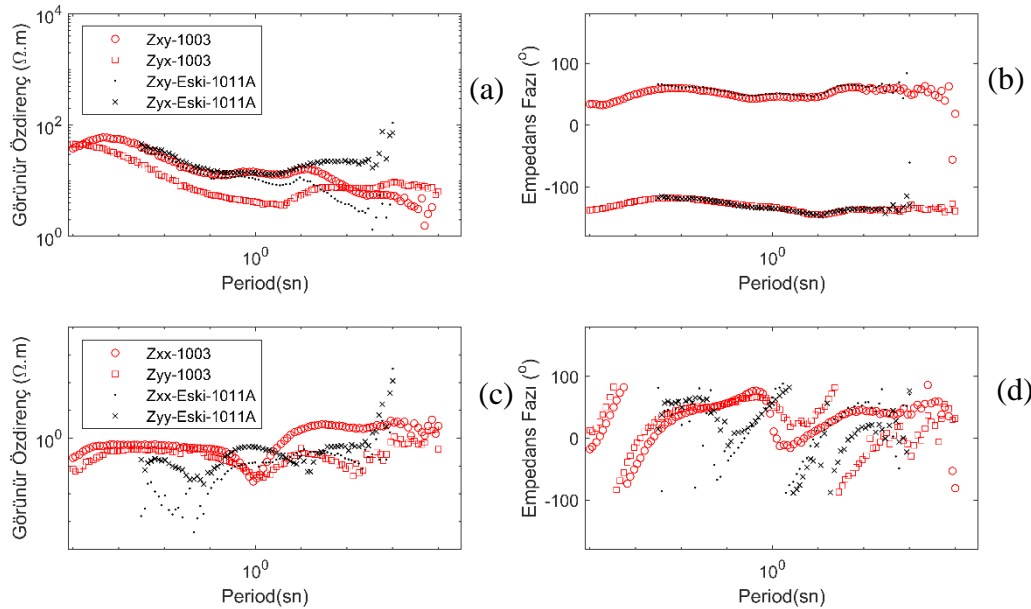 10^4
10^2
10^0
Görünür Özdirenç (Ω.m)
Zxy-1003
Zyx-1003
Zxy-Eski-1011A
Zyx-Eski-1011A
(a)
10^0
Period(sn)
100
0
-100
Empedans Fazı (°)
(b)
10^0
Period(sn)
10^0
Görünür Özdirenç (Ω.m)
Zxx-1003
Zyy-1003
Zxx-Eski-1011A
Zyy-Eski-1011A
(c)
10^0
Period(sn)
100
0
-100
Empedans Fazı (°)
(d)
10^0
Period(sn)